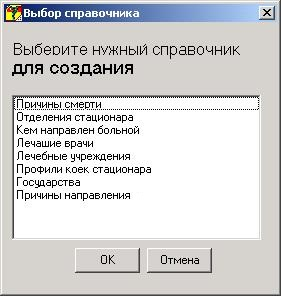 Выбор справочника
Выберите нужный справочник
для создания
Причины смерти
Отделения стационара
Кем направлен больной
Лечащие врачи
Лечебные учреждения
Профили коек стационара
Государства
Причины направления
OK
Отмена